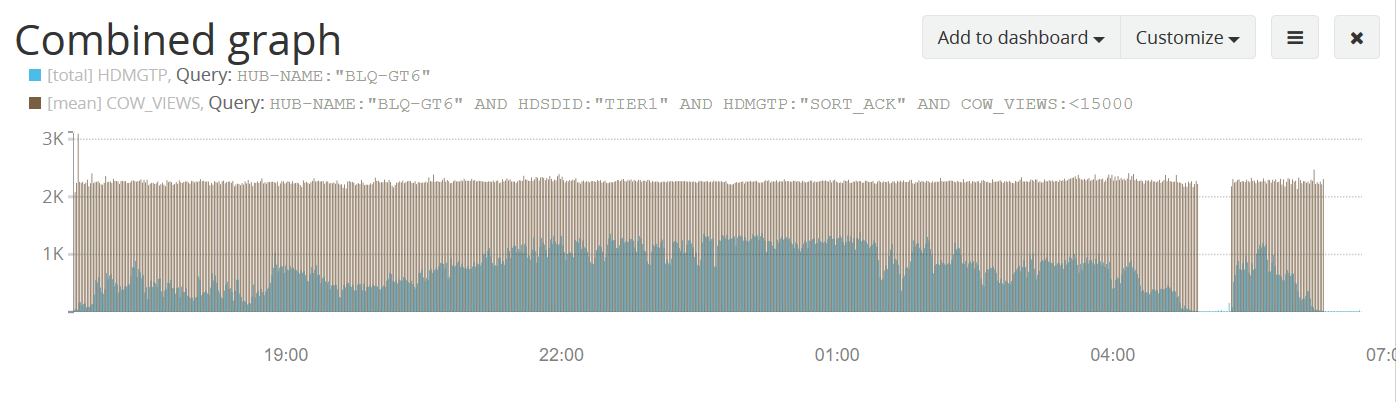 Combined graph
Add to dashboard Customize
[total] HDMGTP, Query: HUB-NAME:"BLQ-GT6"
[mean] COW_VIEWS, Query: HUB-NAME:"BLQ-GT6" AND HDSDID:"TIER1" AND HDMGTP:"SORT_ACK" AND COW_VIEWS:<15000
3K
2K
1K
19:00 22:00 01:00 04:00 07:0